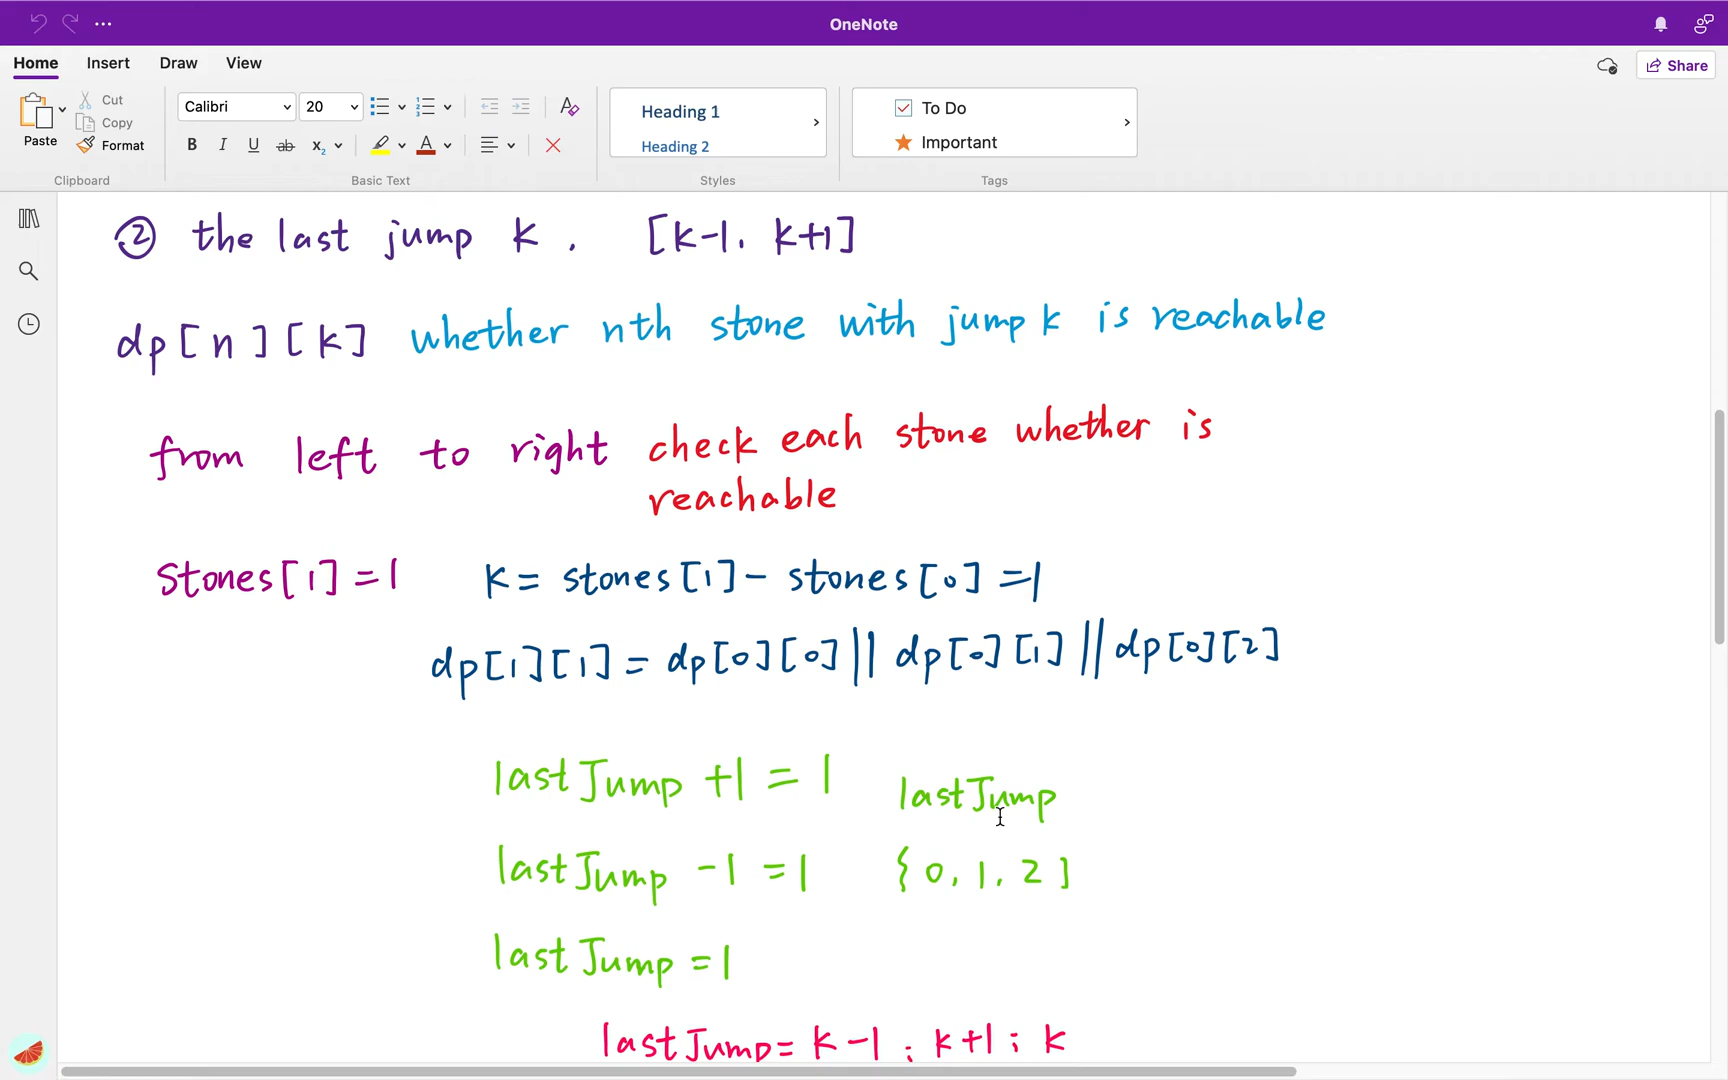 OneNote
Home Insert Draw View
Share
Paste
Cut
Copy
Format
Clipboard
Calibri 20
B I U ab x₂ A
Basic Text
Heading 1
Heading 2
Styles
To Do
Important
Tags
② the last jump k . [k-1, k+1]
dp[n][k] whether nth stone with jump k is reachable
from left to right check each stone whether is
reachable
Stones[1]=1 k= stones[1]- stones[0]=1
dp[1][1]= dp[0][0]|| dp[0][1]|| dp[0][2]
lastJump +1 = 1 lastJump
lastJump -1 =1 { 0, 1, 2 ]
lastJump =1
lastJump= k-1 ; k+1 ; k